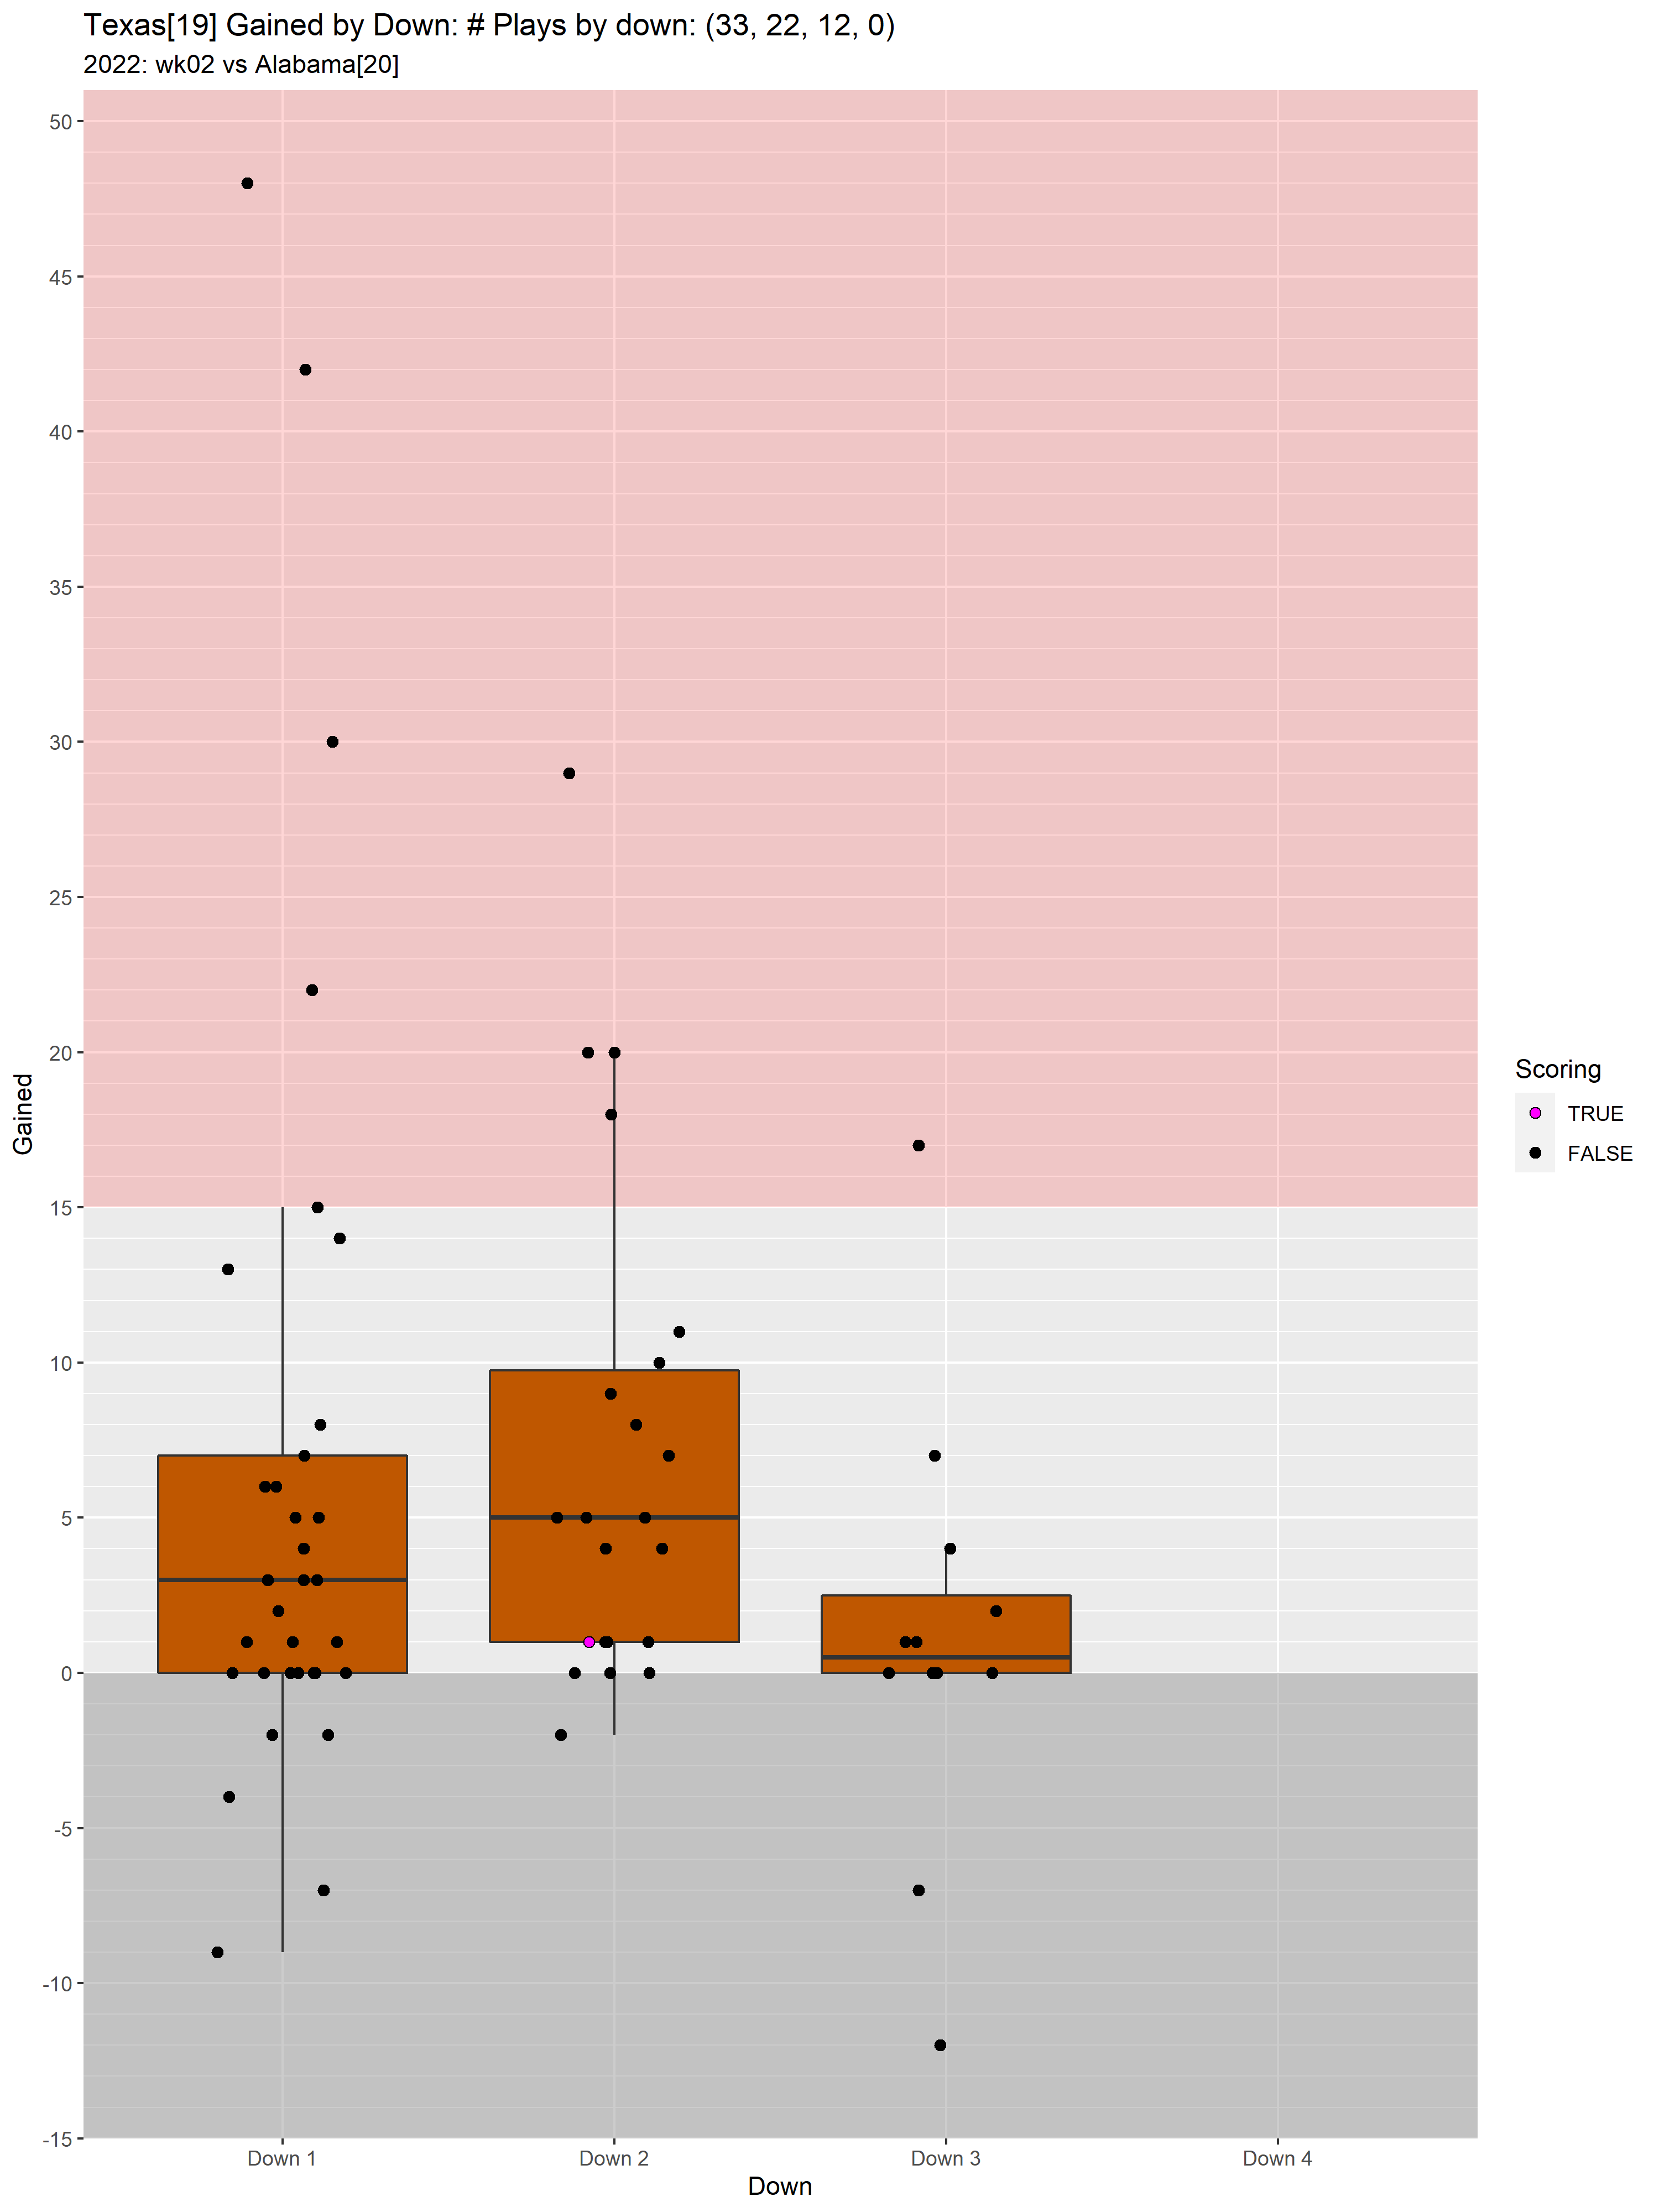 Texas[19] Gained by Down: # Plays by down: (33, 22, 12, 0)
2022: wk02 vs Alabama[20]
50
45
40
35
30
25
20
15
10
5
0
-5
-10
-15
Gained
Down 1
Down 2
Down 3
Down 4
Down
Scoring
TRUE
FALSE